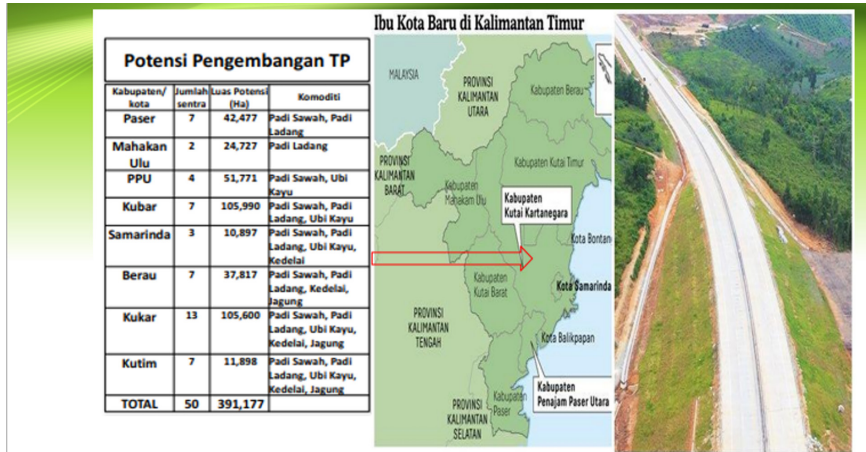 Ibu Kota Baru di Kalimantan Timur
Potensi Pengembangan TP
Kabupaten/ kota Jumlah sentra Luas Potensi (Ha) Komoditi
Paser 7 42,477 Padi Sawah, Padi
Ladang
Mahakan 2 24,727 Padi Ladang
Ulu
PPU 4 51,771 Padi Sawah, Ubi
Kayu
Kubar 7 105,990 Padi Sawah, Padi
Ladang, Ubi Kayu
Samarinda 3 10,897 Padi Sawah, Padi
Ladang, Ubi Kayu,
Kedelai
Berau 7 37,817 Padi Sawah, Padi
Ladang, Kedelai,
Jagung
Kukar 13 105,600 Padi Sawah, Padi
Ladang, Ubi Kayu,
Kedelai, Jagung
Kutim 7 11,898 Padi Sawah, Padi
Ladang, Ubi Kayu,
Kedelai, Jagung
TOTAL 50 391,177
MALAYSIA
PROVINSI
KALIMANTAN
UTARA
Kabupaten Berau
PROVINSI
KALIMANTAN
BARAT
Kabupaten Kutai Timur
Kabupaten
Mahakam Ulu
Kabupaten
Kutai Kartanegara
Kota Bontan
Kabupaten
Kutai Barat
Kota Samarinda
PROVINSI
KALIMANTAN
TENGAH
Kota Balikpapan
Kabupaten
Penajam Paser Utara
Kabupaten
Paser
PROVINSI
KALIMANTAN
SELATAN